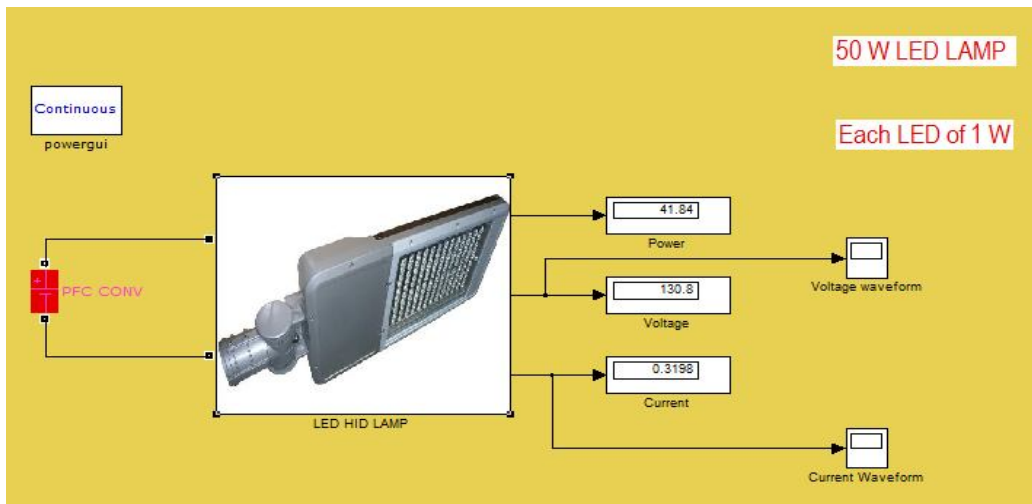 50 W LED LAMP
Continuous
powergui
Each LED of 1 W
41.84
Power
+
PFC CONV
Voltage waveform
130.8
Voltage
0.3198
Current
LED HID LAMP
Current Waveform